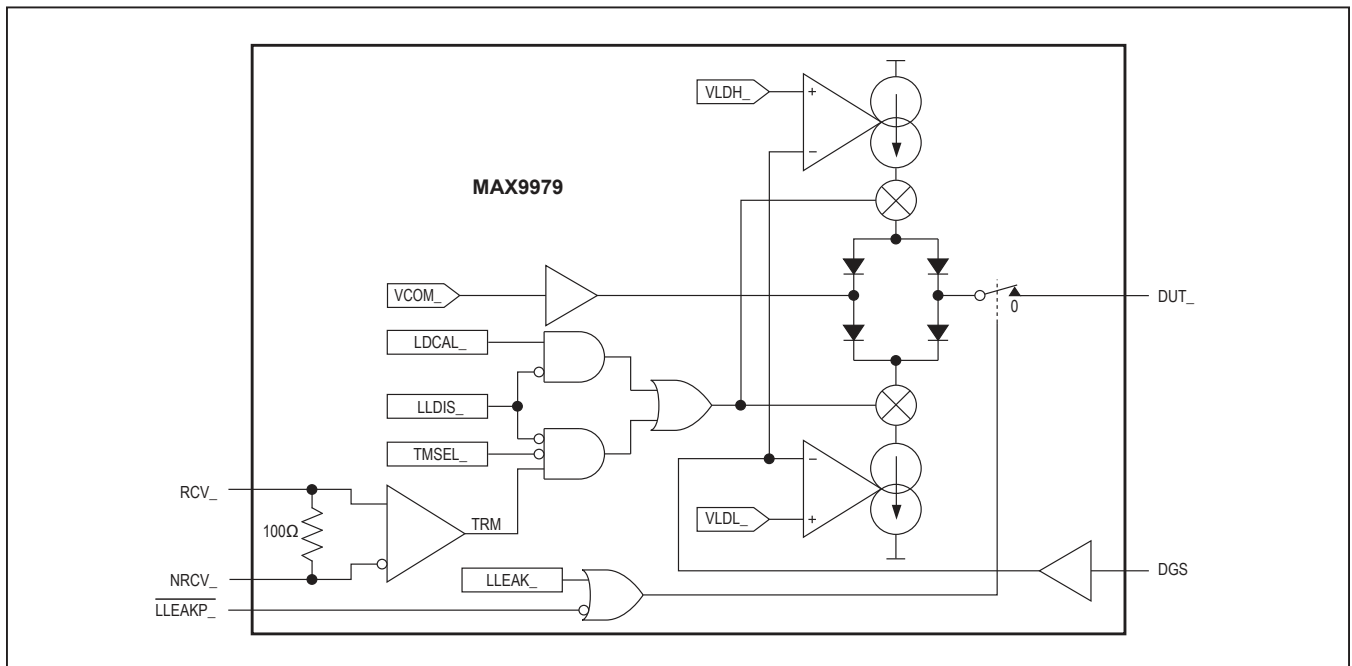 VLDH_
+
−
MAX9979
VCOM_
0
DUT_
LDCAL_
LLDIS_
TMSEL_
−
RCV_
100Ω
TRM
VLDL_
+
NRCV_
LLEAK_
DGS
LLEAKP_